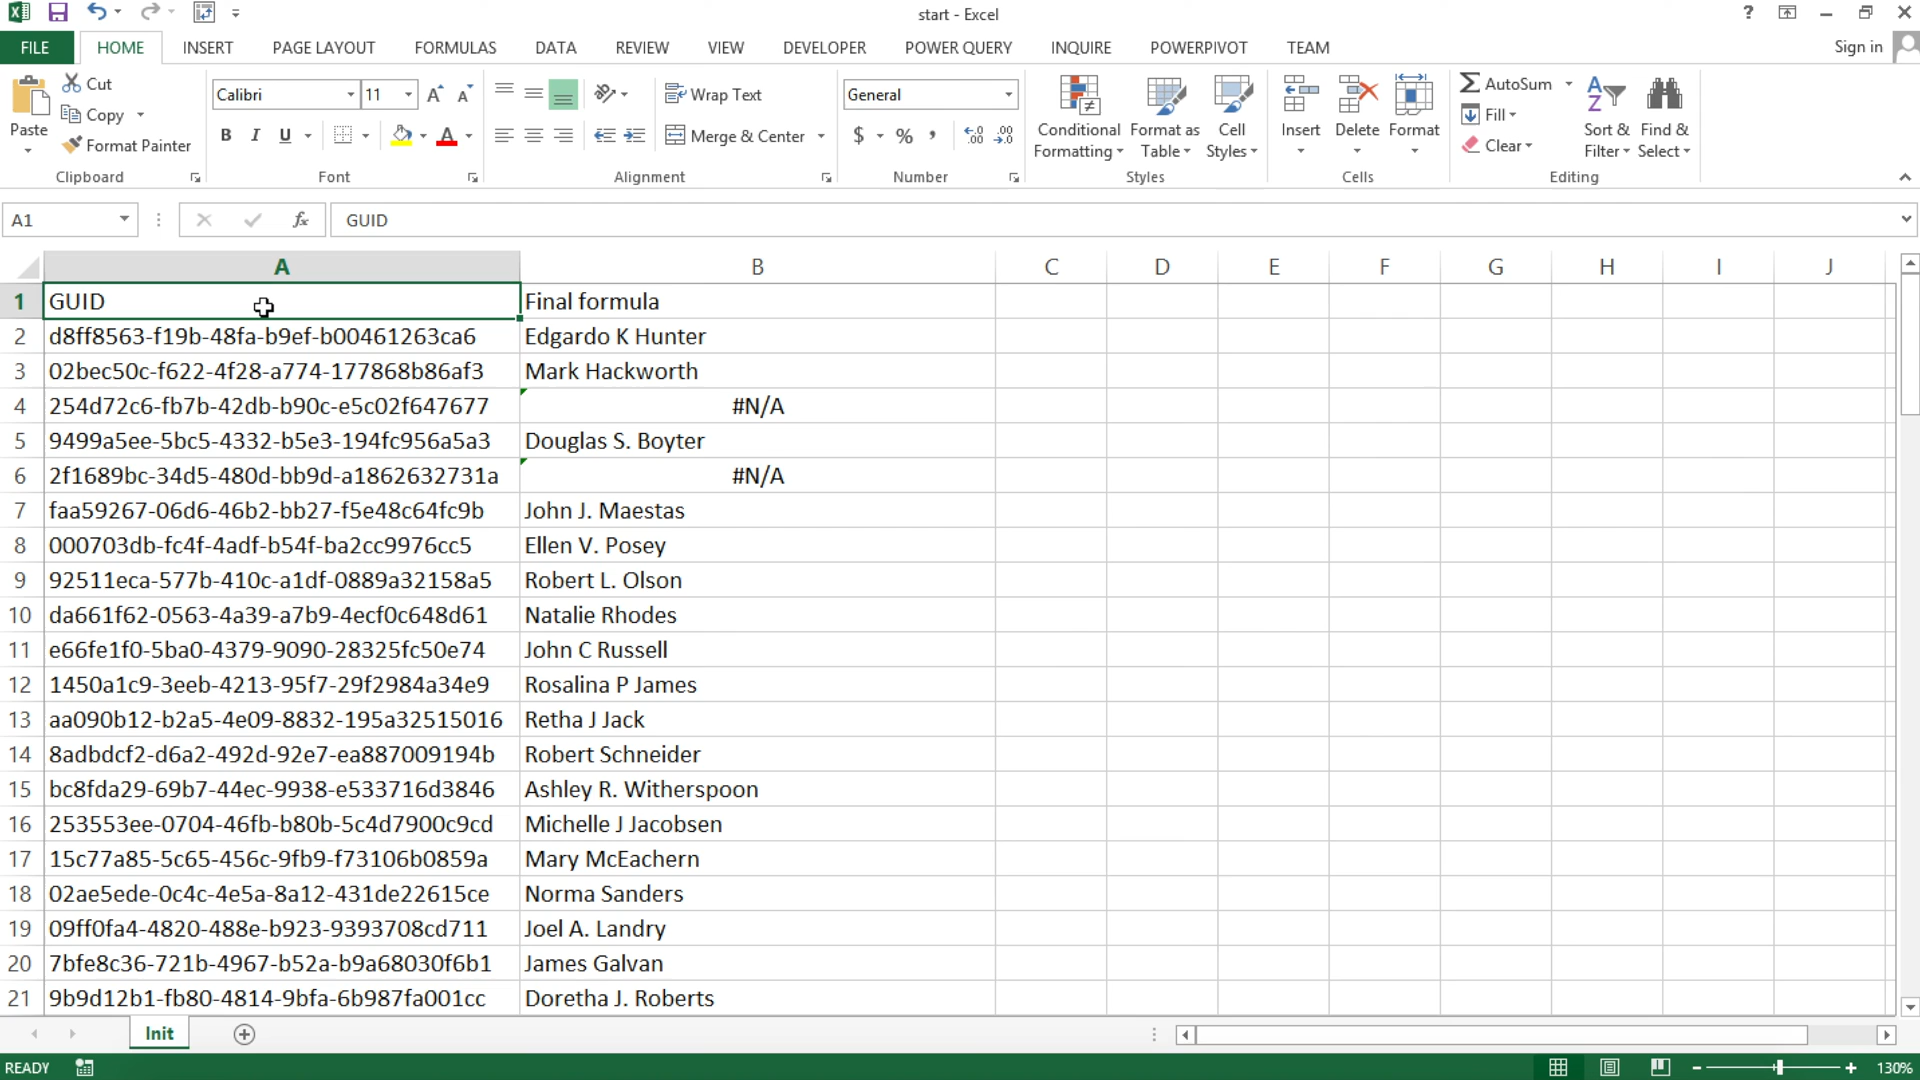 start - Excel
?
FILE HOME INSERT PAGE LAYOUT FORMULAS DATA REVIEW VIEW DEVELOPER POWER QUERY INQUIRE POWERPIVOT TEAM Sign in
Paste
Cut
Copy
Format Painter
Clipboard
Calibri 11
B I U A
Font
Wrap Text
Merge & Center
Alignment
General
$ % ,
Number
Conditional Formatting
Format as Table
Cell Styles
Styles
Insert
Delete
Format
Cells
AutoSum
Fill
Clear
Sort & Filter
Find & Select
Editing
A1 fx GUID
A B C D E F G H I J
1 GUID Final formula
2 d8ff8563-f19b-48fa-b9ef-b00461263ca6 Edgardo K Hunter
3 02bec50c-f622-4f28-a774-177868b86af3 Mark Hackworth
4 254d72c6-fb7b-42db-b90c-e5c02f647677 #N/A
5 9499a5ee-5bc5-4332-b5e3-194fc956a5a3 Douglas S. Boyter
6 2f1689bc-34d5-480d-bb9d-a1862632731a #N/A
7 faa59267-06d6-46b2-bb27-f5e48c64fc9b John J. Maestas
8 000703db-fc4f-4adf-b54f-ba2cc9976cc5 Ellen V. Posey
9 92511eca-577b-410c-a1df-0889a32158a5 Robert L. Olson
10 da661f62-0563-4a39-a7b9-4ecf0c648d61 Natalie Rhodes
11 e66fe1f0-5ba0-4379-9090-28325fc50e74 John C Russell
12 1450a1c9-3eeb-4213-95f7-29f2984a34e9 Rosalina P James
13 aa090b12-b2a5-4e09-8832-195a32515016 Retha J Jack
14 8adbdcf2-d6a2-492d-92e7-ea887009194b Robert Schneider
15 bc8fda29-69b7-44ec-9938-e533716d3846 Ashley R. Witherspoon
16 253553ee-0704-46fb-b80b-5c4d7900c9cd Michelle J Jacobsen
17 15c77a85-5c65-456c-9fb9-f73106b0859a Mary McEachern
18 02ae5ede-0c4c-4e5a-8a12-431de22615ce Norma Sanders
19 09ff0fa4-4820-488e-b923-9393708cd711 Joel A. Landry
20 7bfe8c36-721b-4967-b52a-b9a68030f6b1 James Galvan
21 9b9d12b1-fb80-4814-9bfa-6b987fa001cc Doretha J. Roberts
Init
READY 130%